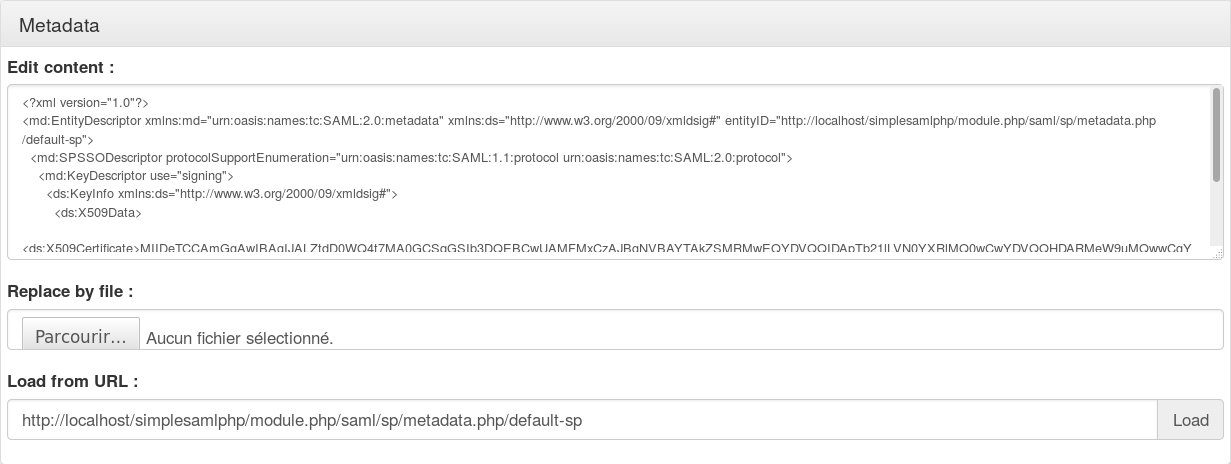 Metadata
Edit content :
<?xml version="1.0"?>
<md:EntityDescriptor xmlns:md="urn:oasis:names:tc:SAML:2.0:metadata" xmlns:ds="http://www.w3.org/2000/09/xmldsig#" entityID="http://localhost/simplesamlphp/module.php/saml/sp/metadata.php
/default-sp">
<md:SPSSODescriptor protocolSupportEnumeration="urn:oasis:names:tc:SAML:1.1:protocol urn:oasis:names:tc:SAML:2.0:protocol">
<md:KeyDescriptor use="signing">
<ds:KeyInfo xmlns:ds="http://www.w3.org/2000/09/xmldsig#">
<ds:X509Data>
<ds:X509Certificate>
Replace by file :
Parcourir... Aucun fichier sélectionné.
Load from URL :
http://localhost/simplesamlphp/module.php/saml/sp/metadata.php/default-sp Load